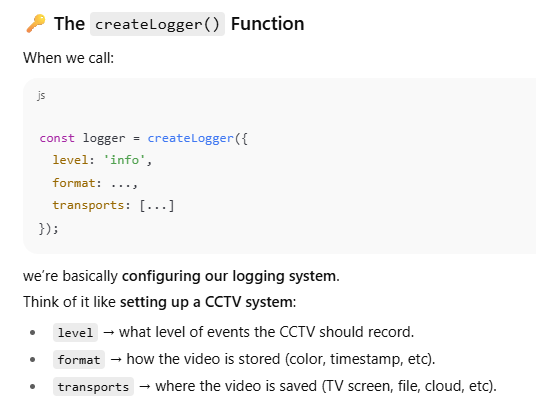 🔑 The createLogger() Function
When we call:
js
const logger = createLogger({
  level: 'info',
  format: ...,
  transports: [...]
});
we're basically configuring our logging system.
Think of it like setting up a CCTV system:
• level → what level of events the CCTV should record.
• format → how the video is stored (color, timestamp, etc).
• transports → where the video is saved (TV screen, file, cloud, etc).